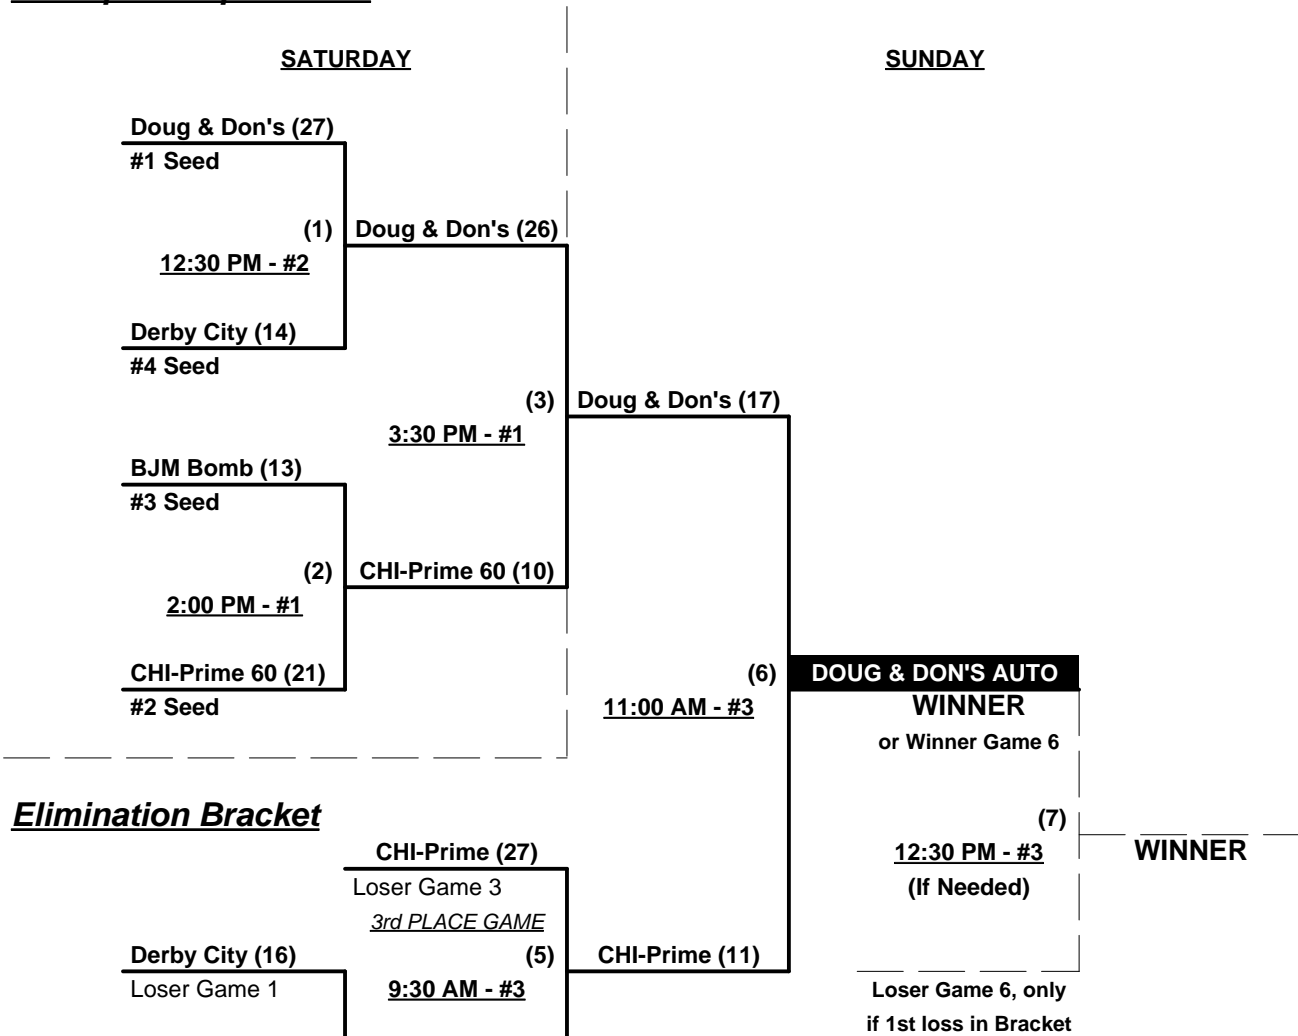 SATURDAY
SUNDAY
Doug & Don's (27)
#1 Seed
(1)
Doug & Don's (26)
12:30 PM - #2
Derby City (14)
#4 Seed
(3)
Doug & Don's (17)
3:30 PM - #1
BJM Bomb (13)
#3 Seed
(2)
CHI-Prime 60 (10)
2:00 PM - #1
CHI-Prime 60 (21)
#2 Seed
(6)
DOUG & DON'S AUTO
11:00 AM - #3
WINNER
or Winner Game 6
Elimination Bracket
(7)
CHI-Prime (27)
12:30 PM - #3
WINNER
Loser Game 3
(If Needed)
3rd PLACE GAME
Derby City (16)
(5)
CHI-Prime (11)
Loser Game 1
9:30 AM - #3
Loser Game 6, only
if 1st loss in Bracket